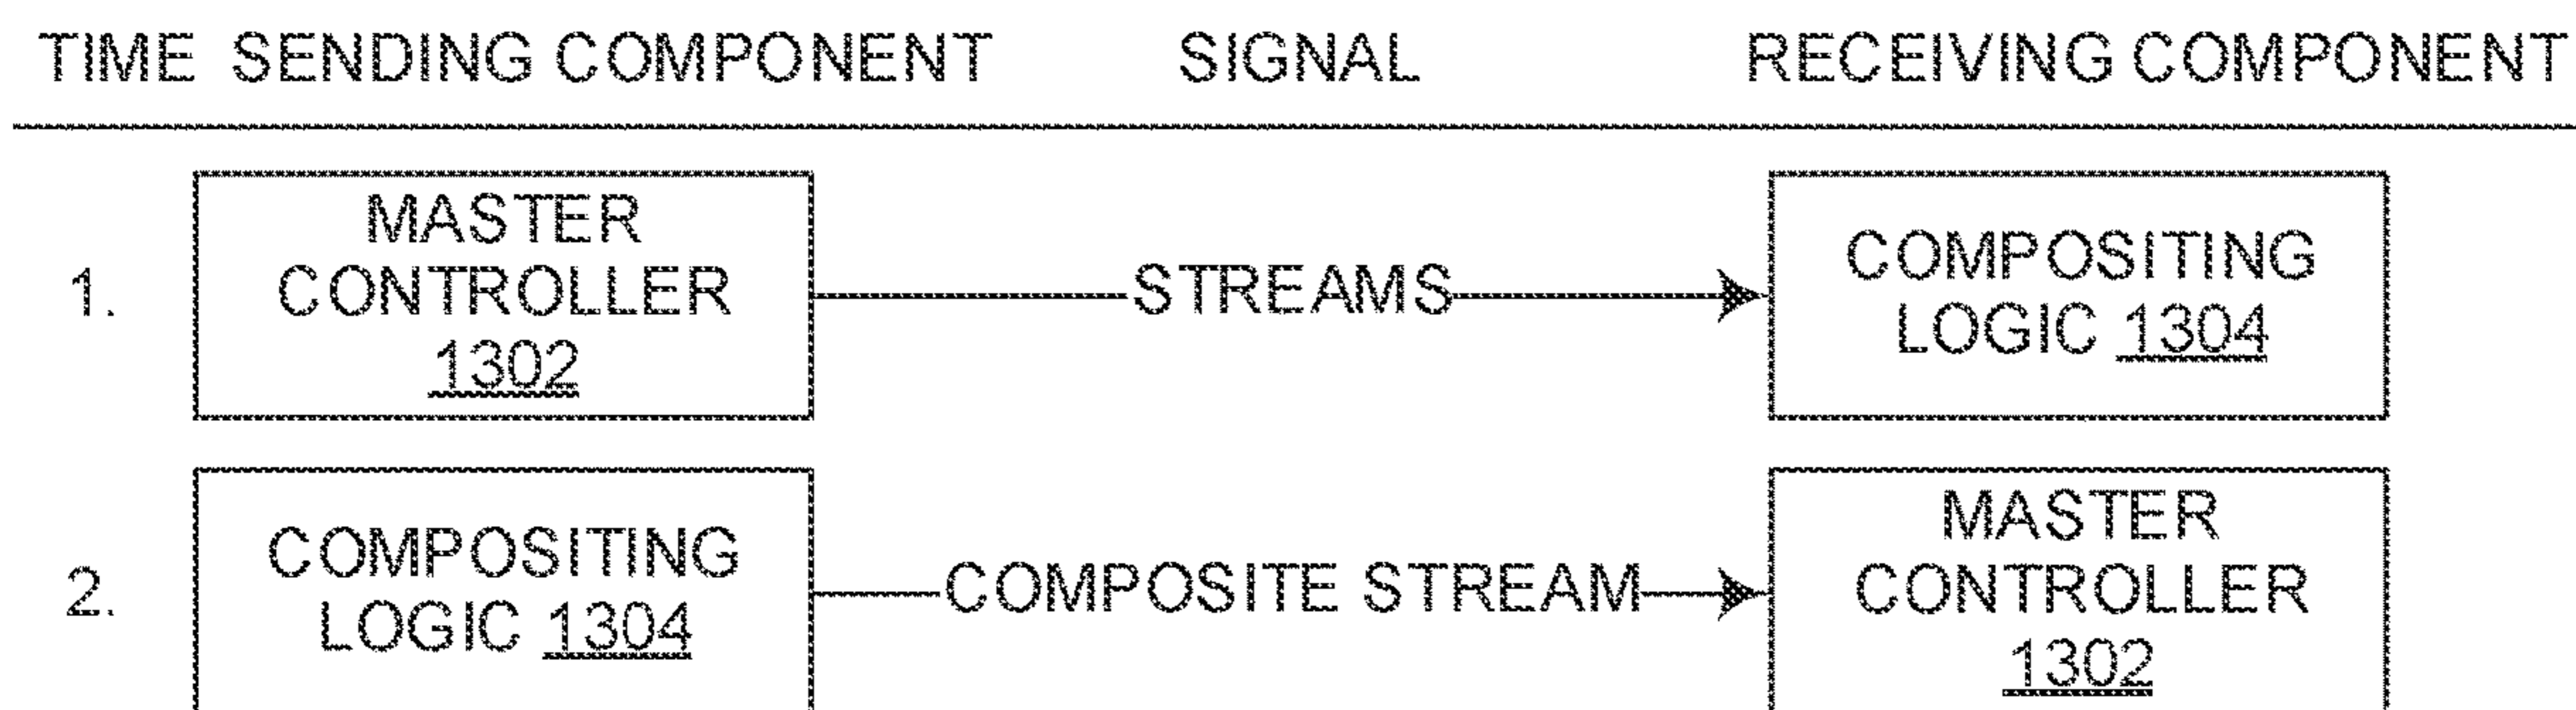 TIME SENDING COMPONENT SIGNAL RECEIVING COMPONENT
1.
MASTER
CONTROLLER
1302
STREAMS
COMPOSITING
LOGIC 1304
2.
COMPOSITING
LOGIC 1304
COMPOSITE STREAM
MASTER
CONTROLLER
1302